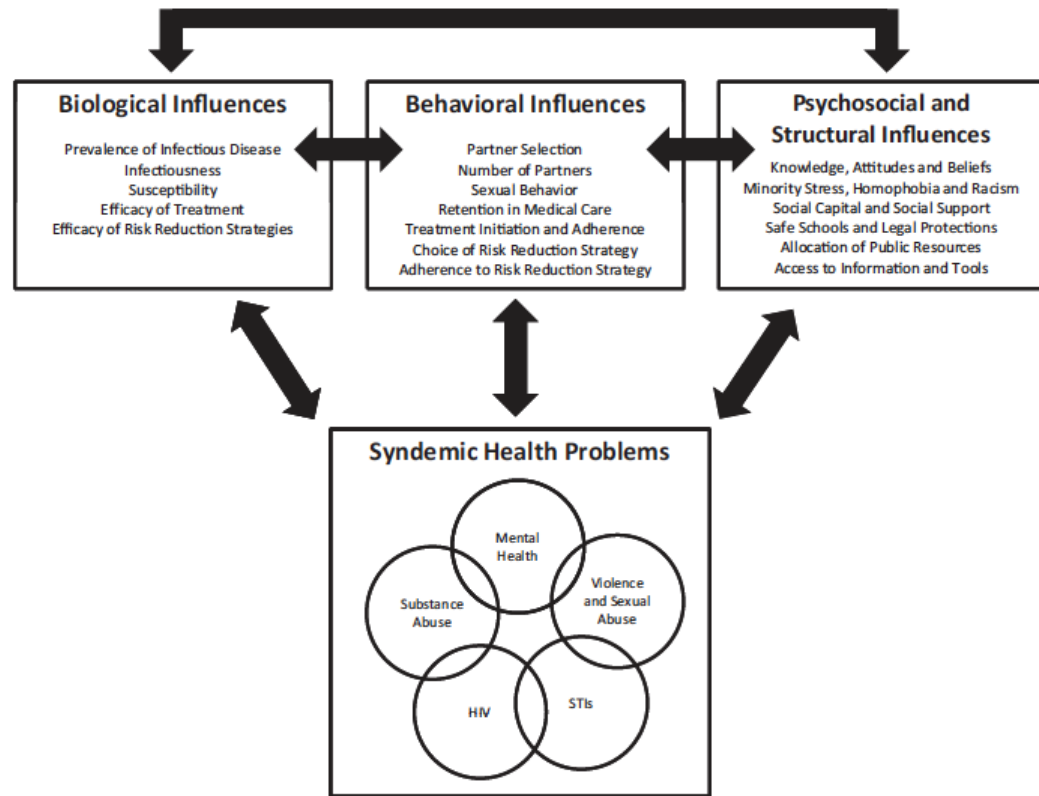 Biological Influences
Prevalence of Infectious Disease
Infectiousness
Susceptibility
Efficacy of Treatment
Efficacy of Risk Reduction Strategies
Behavioral Influences
Partner Selection
Number of Partners
Sexual Behavior
Retention in Medical Care
Treatment Initiation and Adherence
Choice of Risk Reduction Strategy
Adherence to Risk Reduction Strategy
Psychosocial and
Structural Influences
Knowledge, Attitudes and Beliefs
Minority Stress, Homophobia and Racism
Social Capital and Social Support
Safe Schools and Legal Protections
Allocation of Public Resources
Access to Information and Tools
Syndemic Health Problems
Mental
Health
Substance
Abuse
Violence
and Sexual
Abuse
HIV
STIs